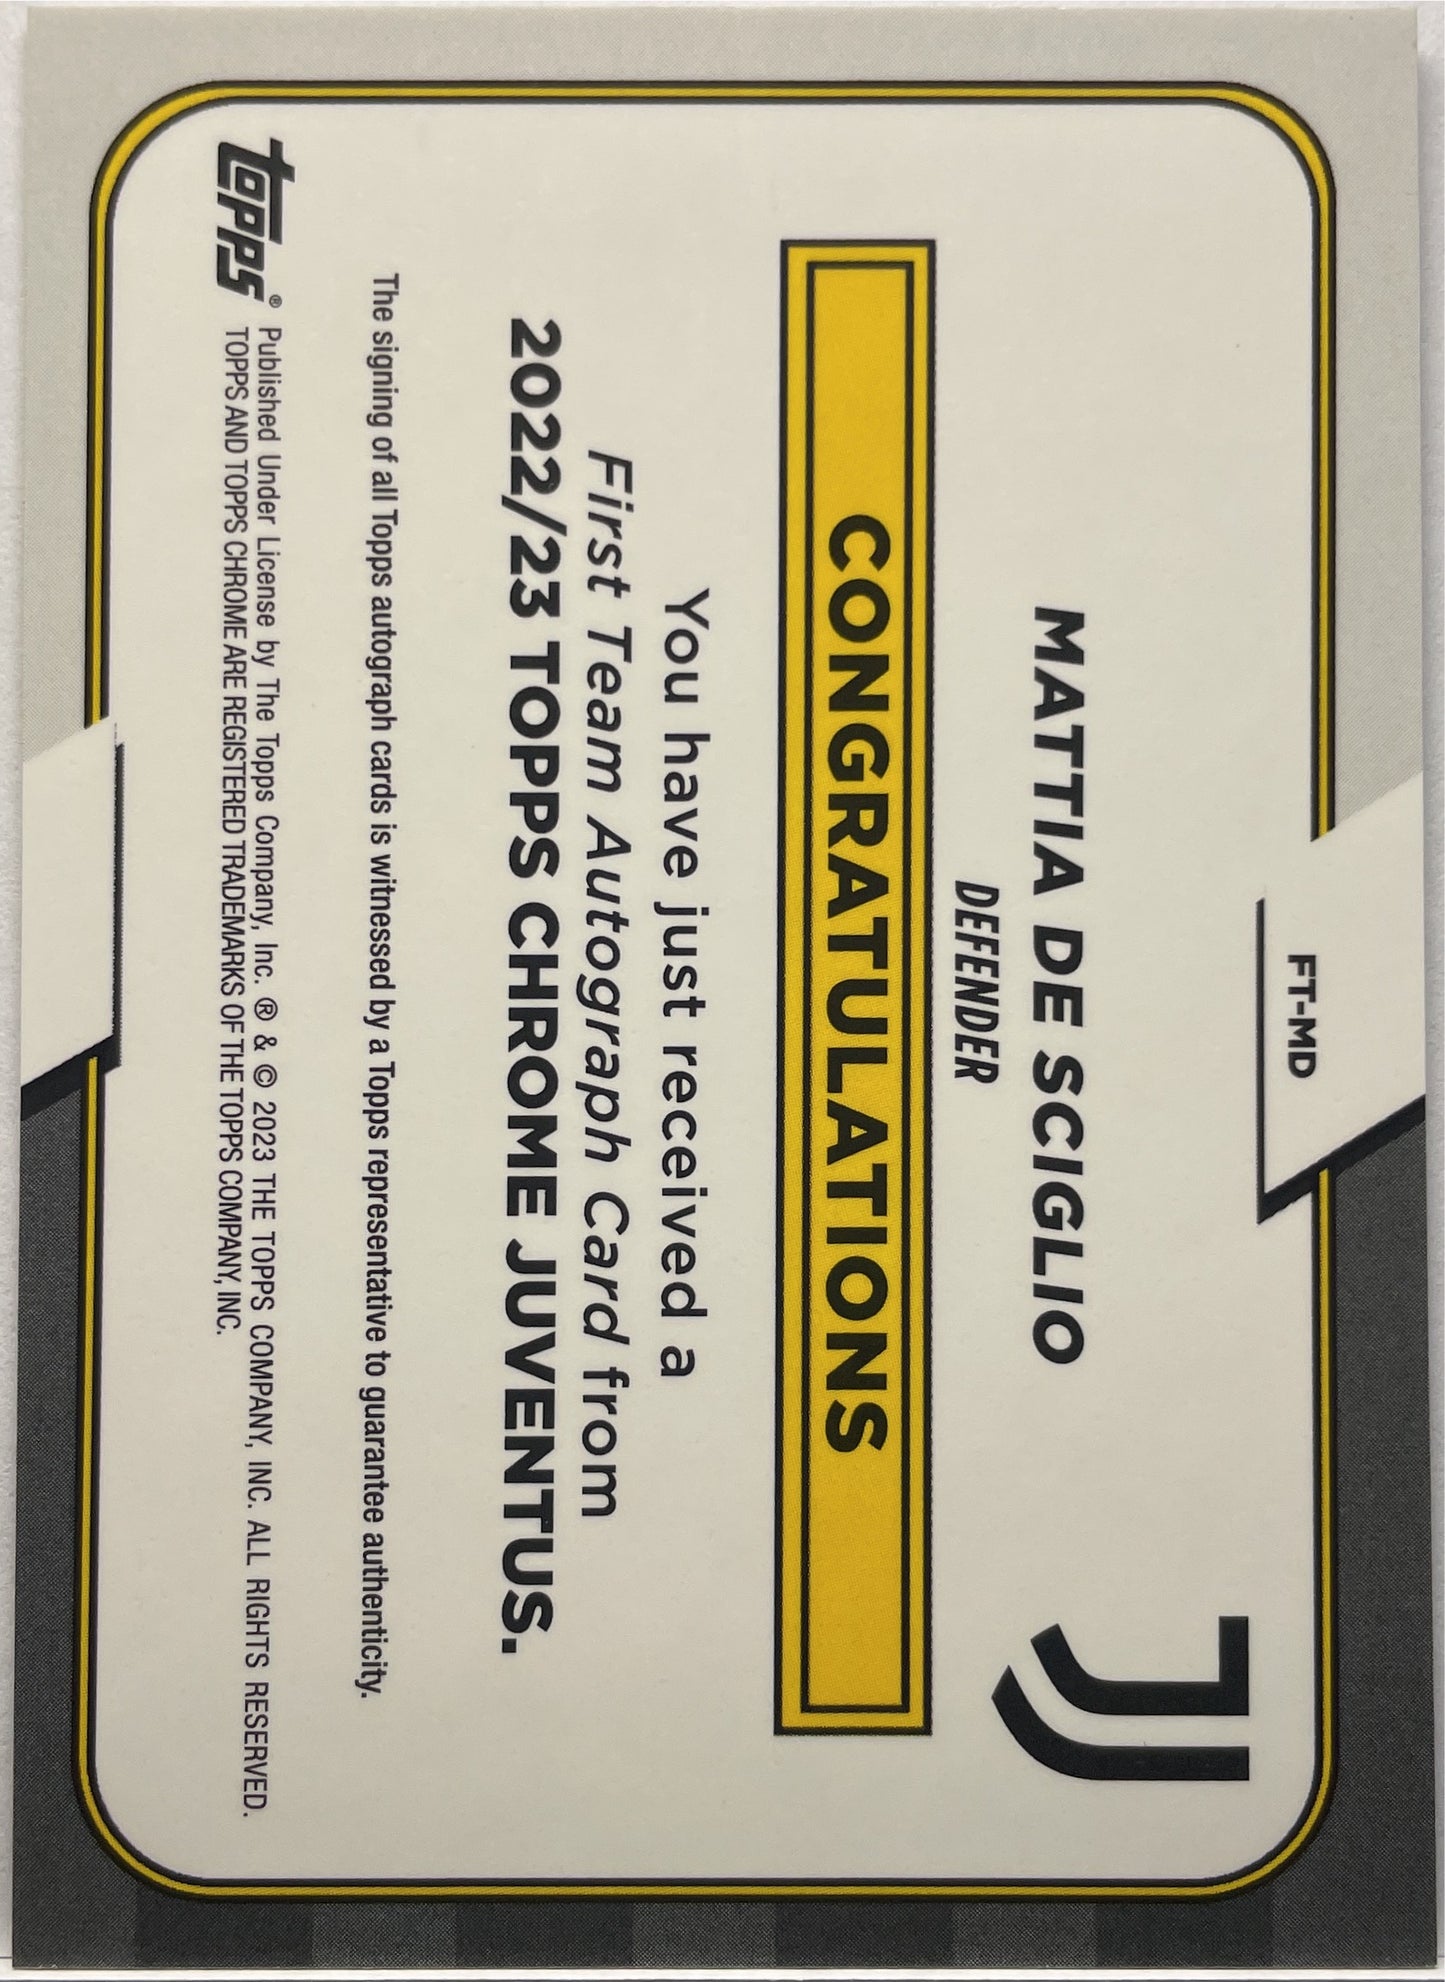 FT-MD
MATTIA DE SCIGLIO
DEFENDER
CONGRATULATIONS
You have just received a
First Team Autograph Card from
2022/23 TOPPS CHROME JUVENTUS.
The signing of all Topps autograph cards is witnessed by a Topps representative to guarantee authenticity.
topps®
Published Under License by The Topps Company, Inc. ® & © 2023 THE TOPPS COMPANY, INC. ALL RIGHTS RESERVED.
TOPPS AND TOPPS CHROME ARE REGISTERED TRADEMARKS OF THE TOPPS COMPANY, INC.